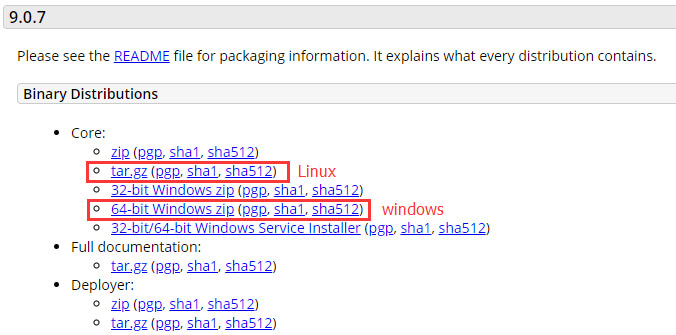 9.0.7
Please see the README file for packaging information. It explains what every distribution contains.
Binary Distributions
Core:
zip (pgp, sha1, sha512)
tar.gz (pgp, sha1, sha512) Linux
32-bit Windows zip (pgp, sha1, sha512)
64-bit Windows zip (pgp, sha1, sha512) windows
32-bit/64-bit Windows Service Installer (pgp, sha1, sha512)
Full documentation:
tar.gz (pgp, sha1, sha512)
Deployer:
zip (pgp, sha1, sha512)
tar.gz (pgp, sha1, sha512)